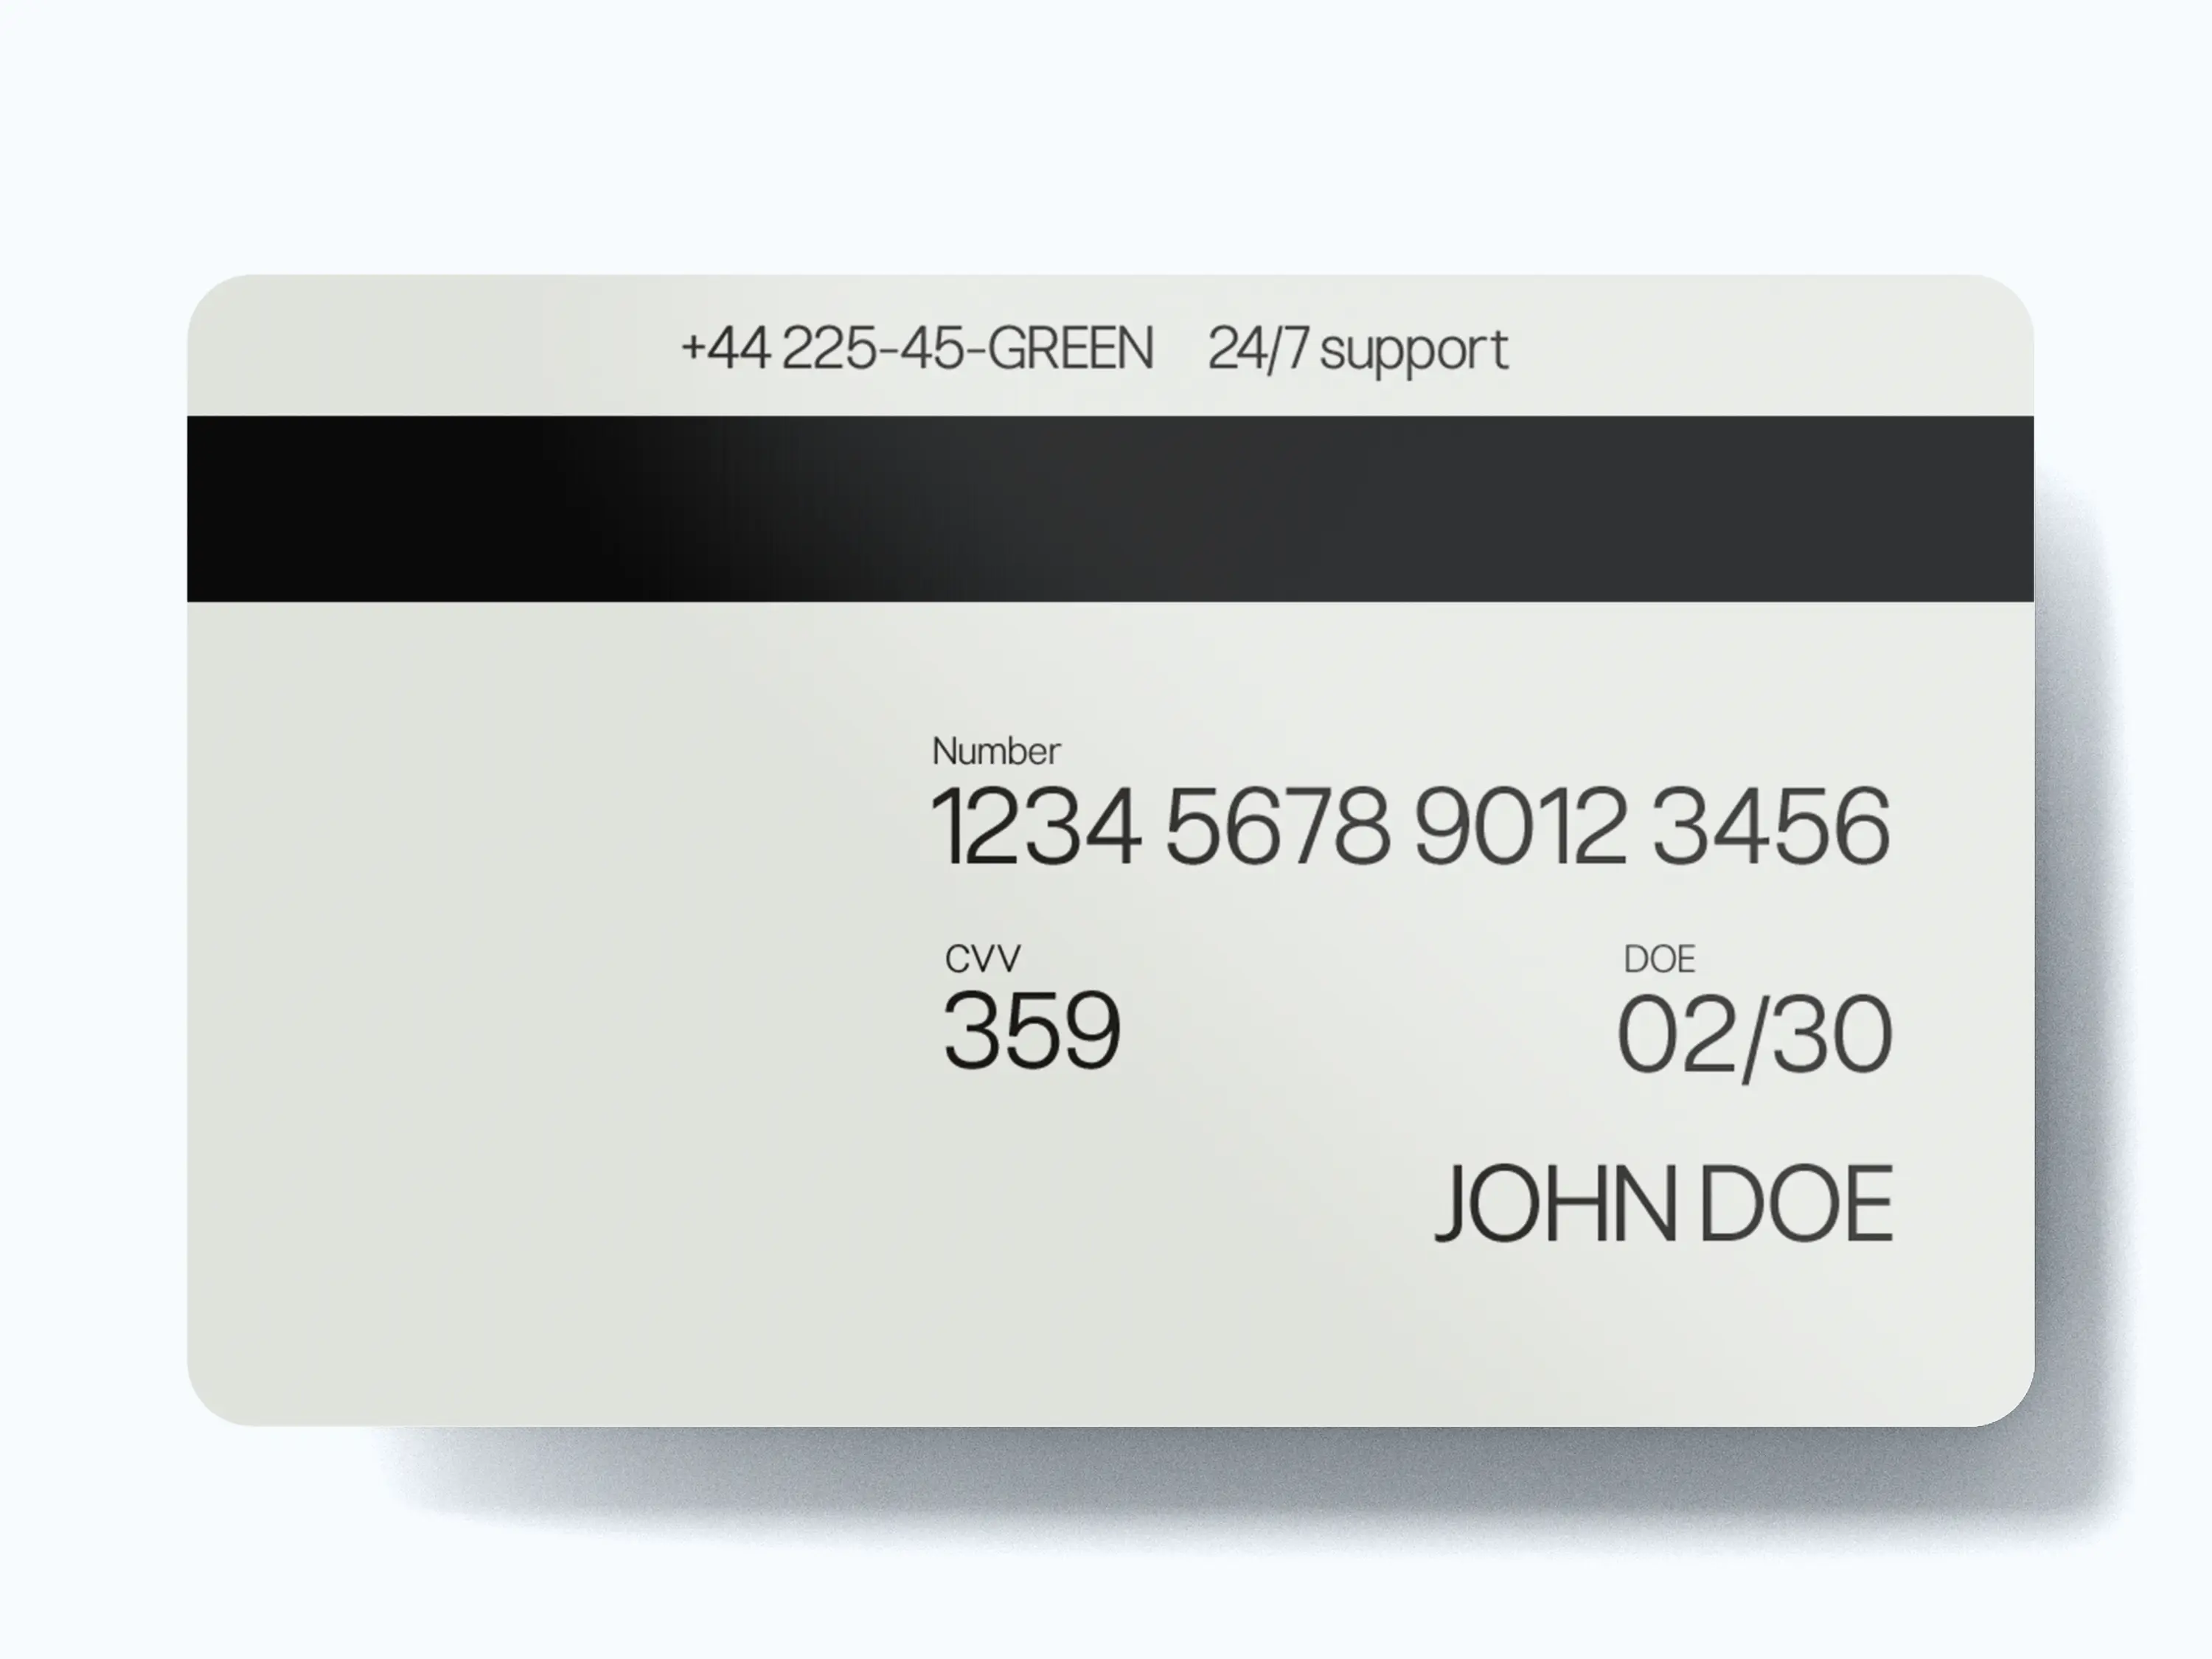 +44 225-45-GREEN 24/7 support
Number
1234 5678 9012 3456
CVV
359
DOE
02/30
JOHN DOE